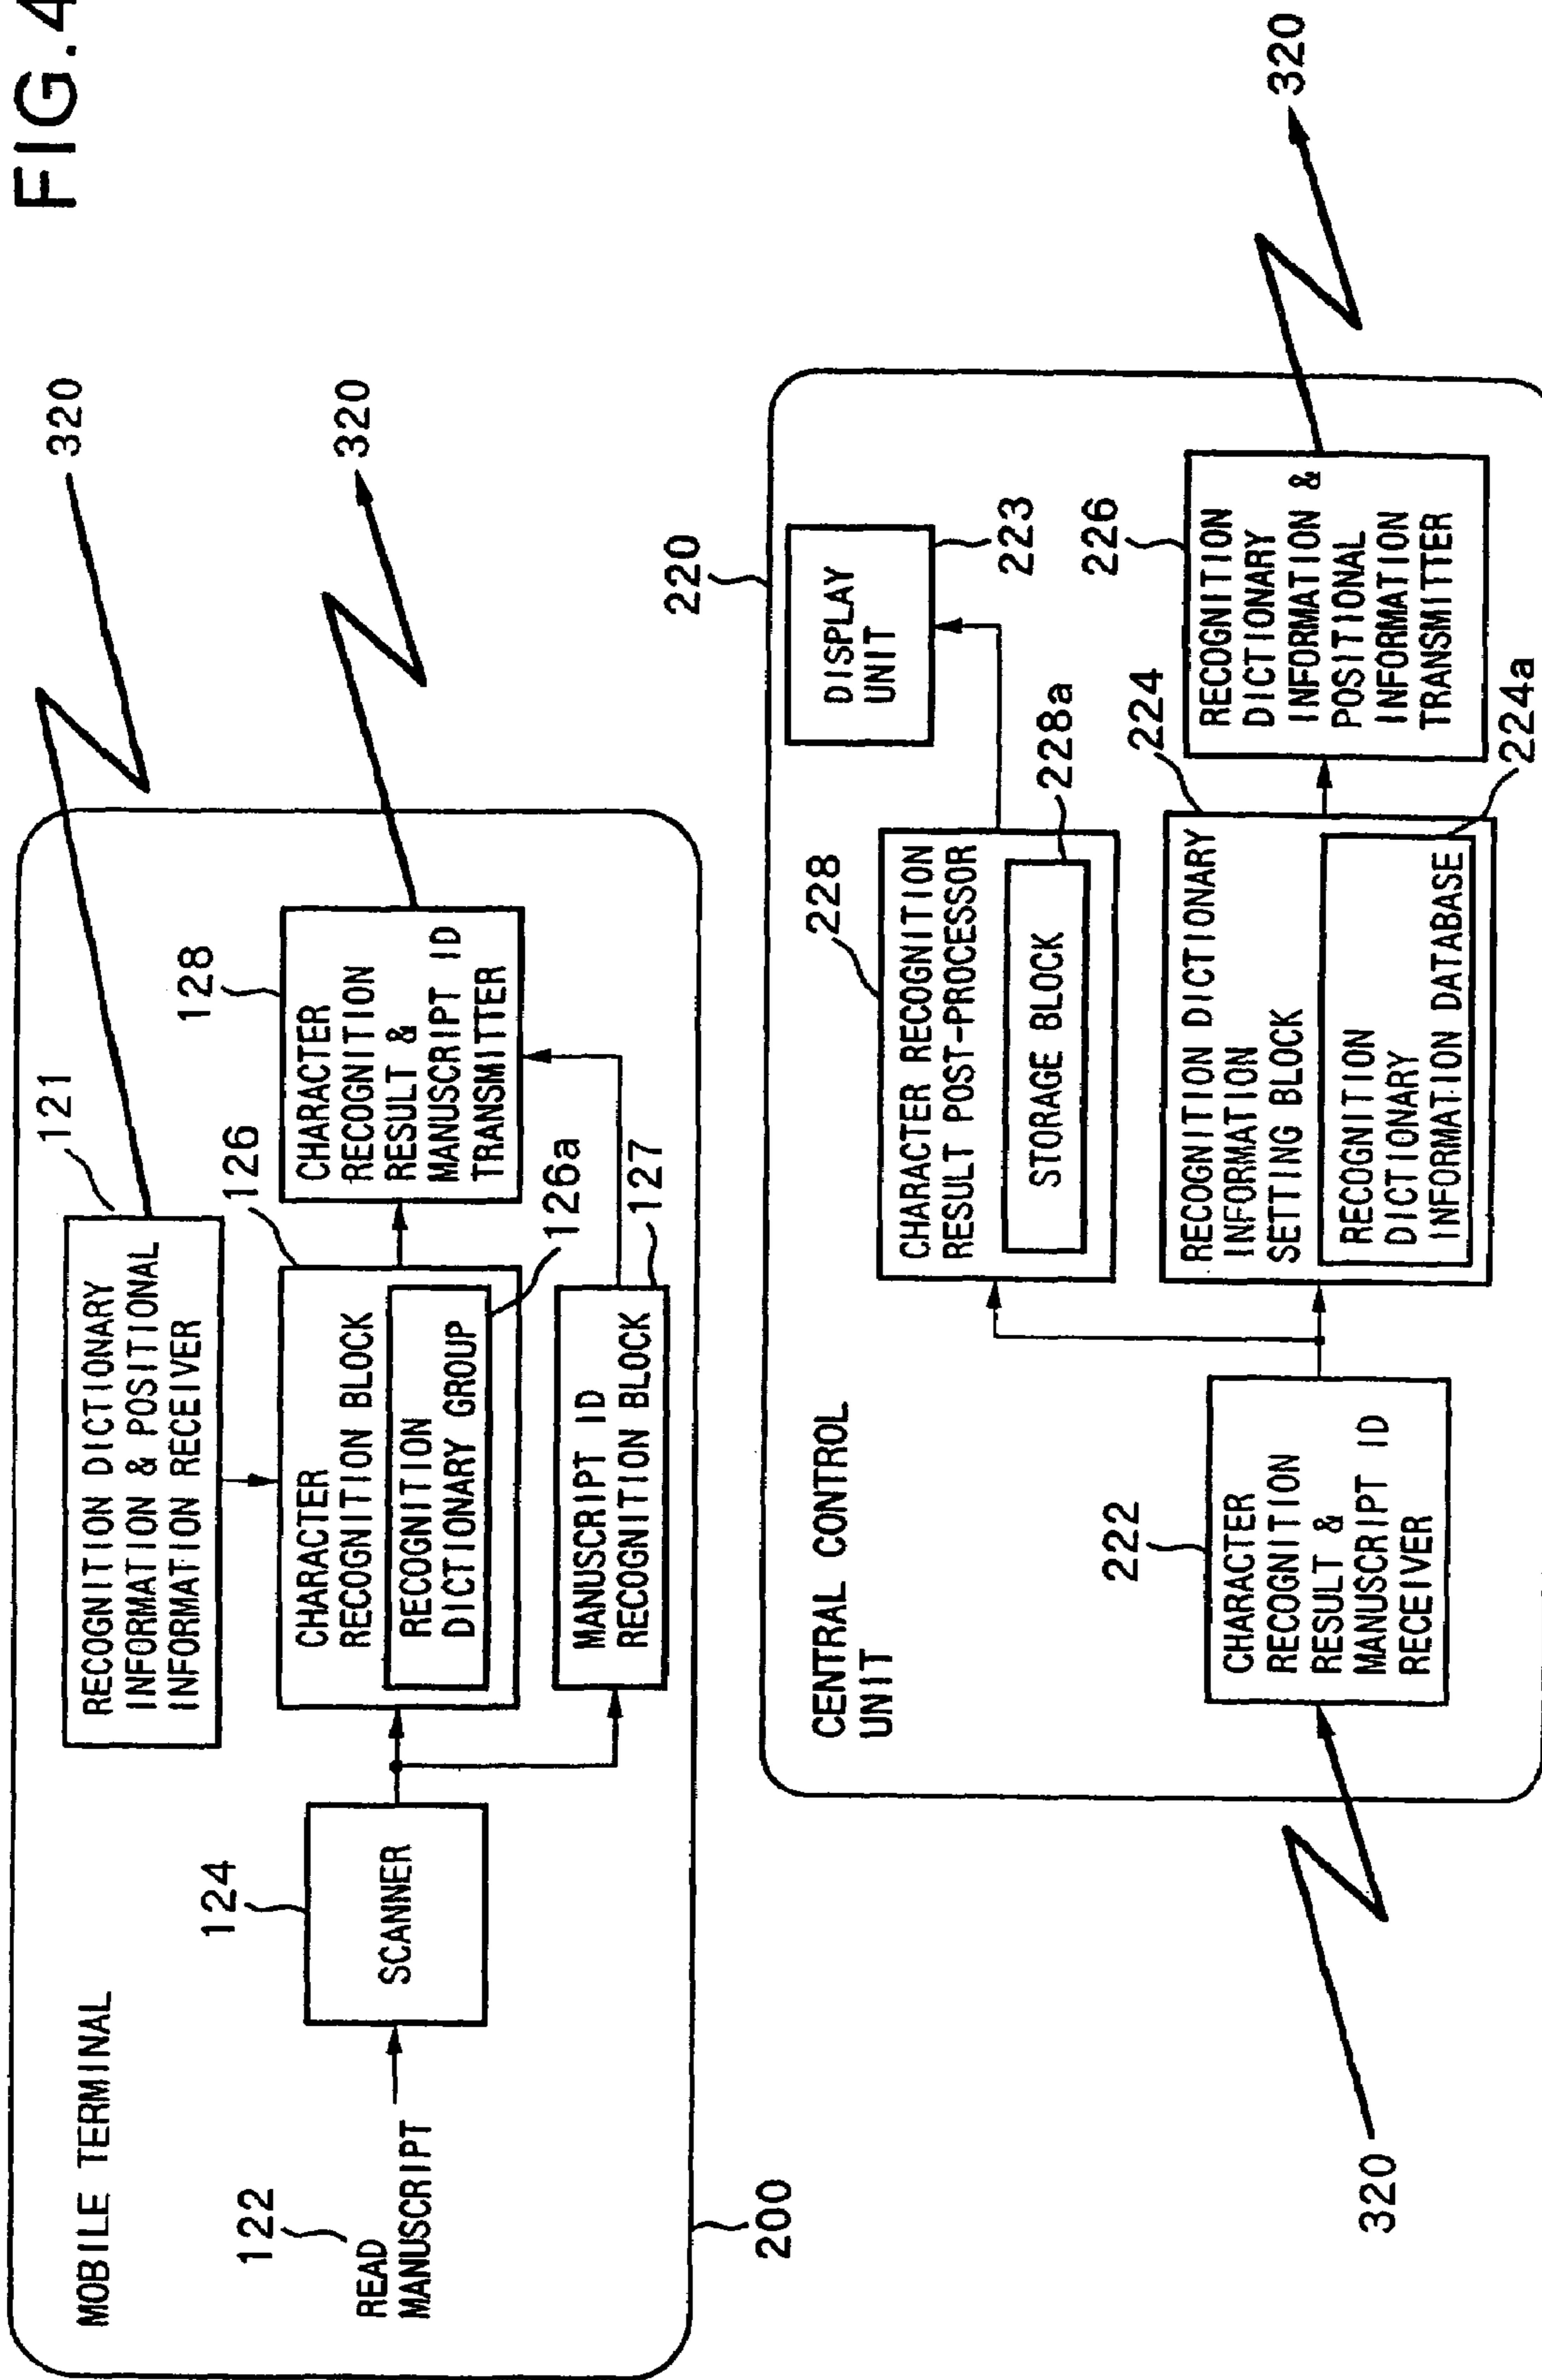 FIG.4
MOBILE TERMINAL
122
READ
MANUSCRIPT
124
SCANNER
121
RECOGNITION DICTIONARY
INFORMATION & POSITIONAL
INFORMATION RECEIVER
320
126
CHARACTER
RECOGNITION BLOCK
RECOGNITION
DICTIONARY GROUP
126a
MANUSCRIPT ID
RECOGNITION BLOCK
127
128
CHARACTER
RECOGNITION
RESULT &
MANUSCRIPT ID
TRANSMITTER
320
200
220
CENTRAL CONTROL
UNIT
320
222
CHARACTER
RECOGNITION
RESULT &
MANUSCRIPT ID
RECEIVER
228
CHARACTER RECOGNITION
RESULT POST-PROCESSOR
STORAGE BLOCK
228a
DISPLAY
UNIT
223
224
RECOGNITION DICTIONARY
INFORMATION
SETTING BLOCK
RECOGNITION
DICTIONARY
INFORMATION DATABASE
224a
226
RECOGNITION
DICTIONARY
INFORMATION &
POSITIONAL
INFORMATION
TRANSMITTER
320